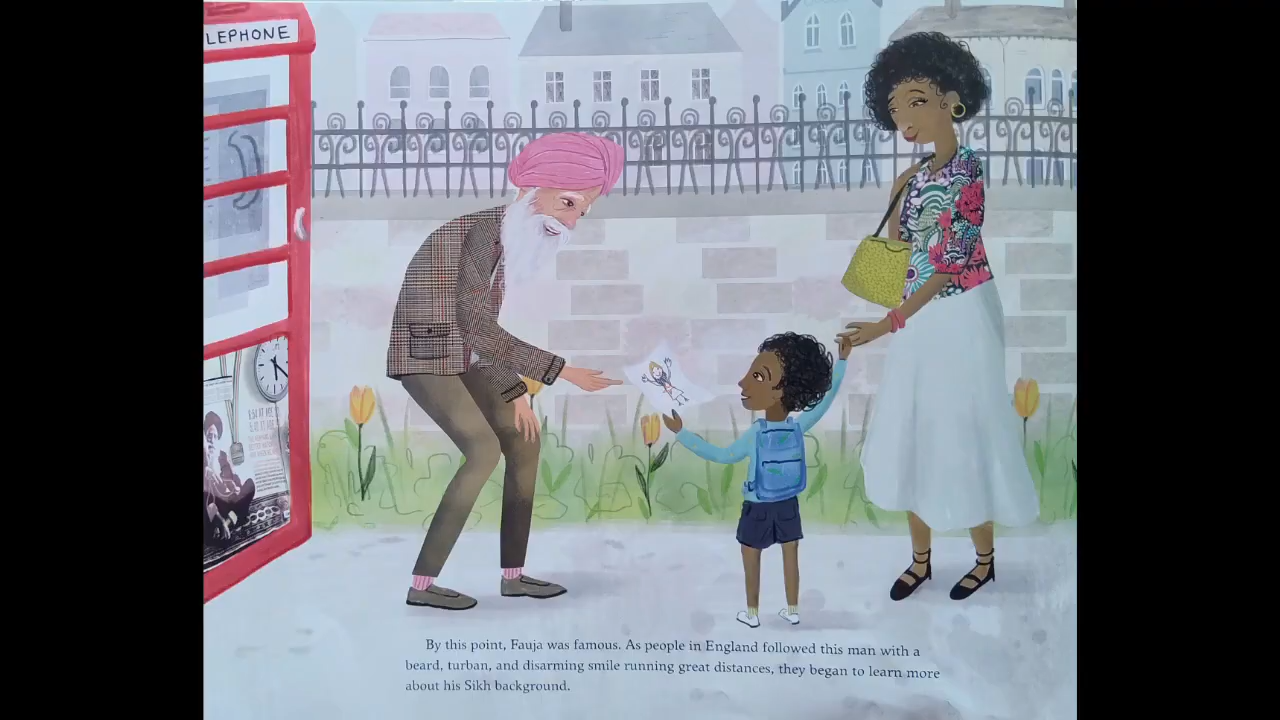 LEPHONE
By this point, Fauja was famous. As people in England followed this man with a
beard, turban, and disarming smile running great distances, they began to learn more
about his Sikh background.